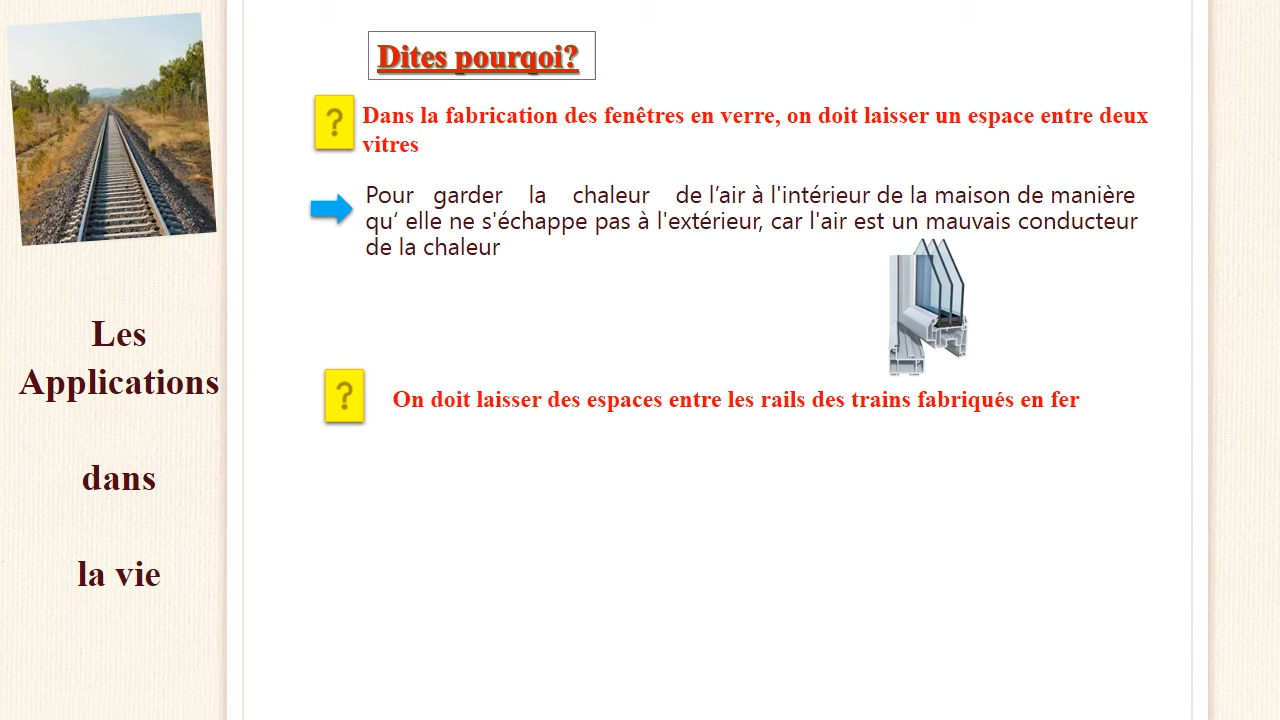 Dites pourqoi?
?
Dans la fabrication des fenêtres en verre, on doit laisser un espace entre deux
vitres
Pour garder la chaleur de l’air à l'intérieur de la maison de manière
qu‘ elle ne s'échappe pas à l'extérieur, car l'air est un mauvais conducteur
de la chaleur
?
On doit laisser des espaces entre les rails des trains fabriqués en fer
Les
Applications
dans
la vie